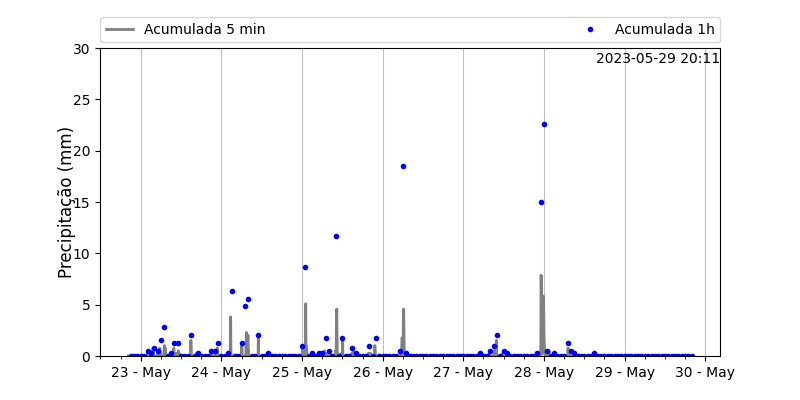 Acumulada 5 min Acumulada 1h
2023-05-29 20:11
Precipitação (mm)
30
25
20
15
10
5
0
23 - May 24 - May 25 - May 26 - May 27 - May 28 - May 29 - May 30 - May